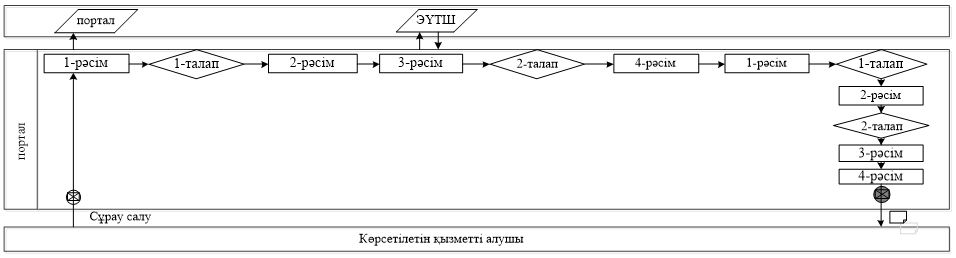 портал
ЭҮТШ
1-рәсім
1-талап
2-рәсім
3-рәсім
2-талап
4-рәсім
1-рәсім
1-талап
2-рәсім
2-талап
3-рәсім
4-рәсім
портал
Сұрау салу
Көрсетілетін қызметті алушы